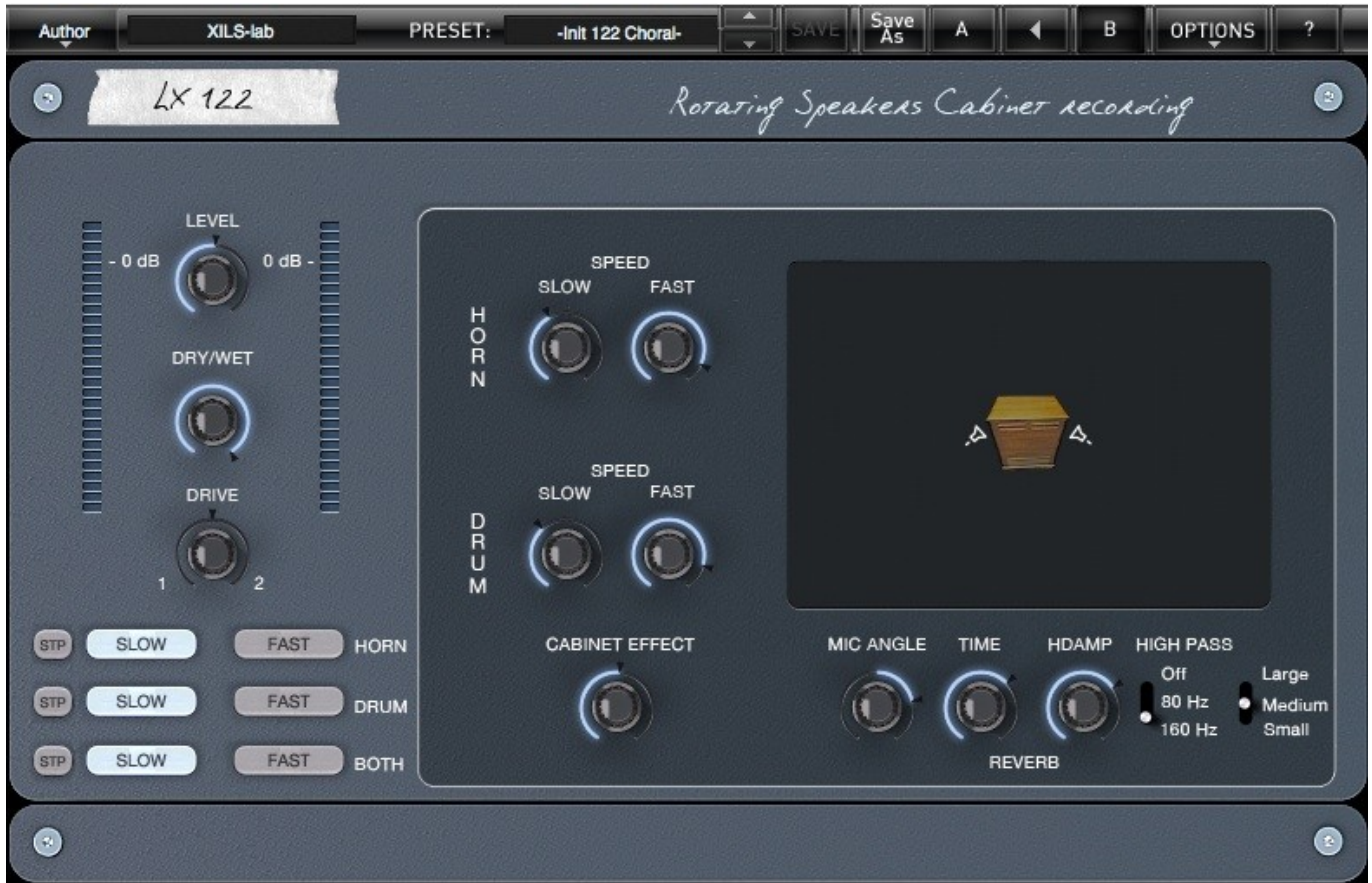 Author XILS-lab PRESET: -Init 122 Choral- SAVE Save As A B OPTIONS ?
LX 122
Rotating Speakers Cabinet recording
LEVEL
- 0 dB 0 dB -
DRY/WET
DRIVE
1 2
STP SLOW FAST HORN
STP SLOW FAST DRUM
STP SLOW FAST BOTH
SPEED
SLOW FAST
HORN
SPEED
SLOW FAST
DRUM
CABINET EFFECT
MIC ANGLE TIME HDAMP HIGH PASS
Off Large
80 Hz Medium
160 Hz Small
REVERB